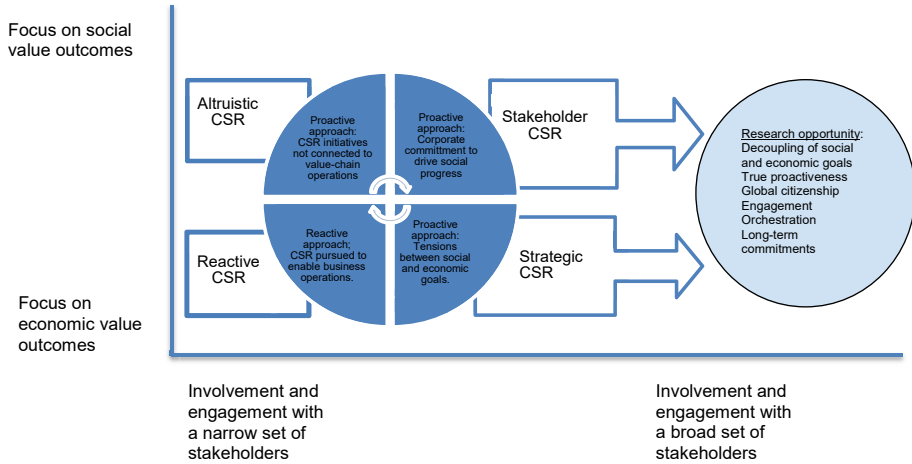 Focus on social
value outcomes
Altruistic
CSR
Proactive
approach:
CSR initiatives
not connected to
value-chain
operations
Proactive
approach:
Corporate
commitment to
drive social
progress
Stakeholder
CSR
Research opportunity:
Decoupling of social
and economic goals
True proactiveness
Global citizenship
Engagement
Orchestration
Long-term
commitments
Reactive
CSR
Reactive
approach;
CSR pursued to
enable business
operations.
Proactive
approach:
Tensions
between social
and economic
goals.
Strategic
CSR
Focus on
economic value
outcomes
Involvement and
engagement with
a narrow set of
stakeholders
Involvement and
engagement with
a broad set of
stakeholders